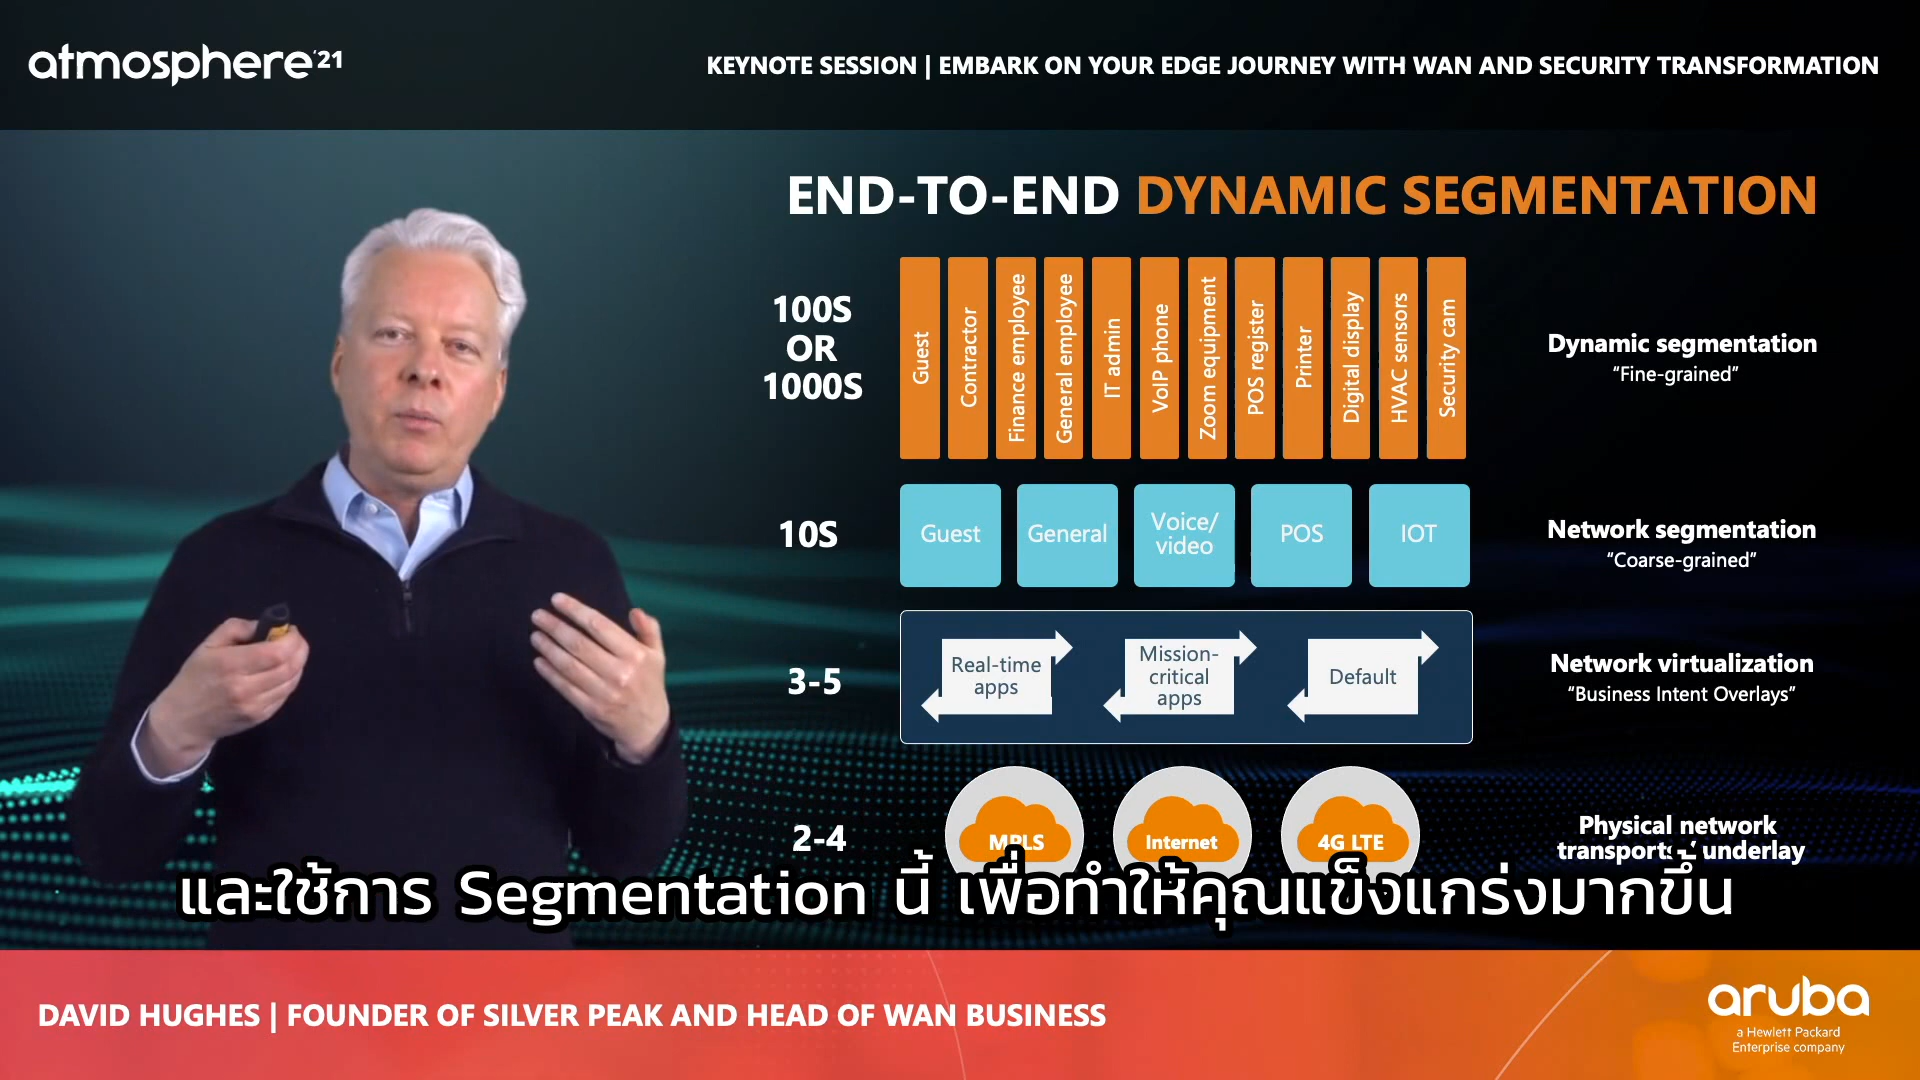 atmosphere'21
KEYNOTE SESSION | EMBARK ON YOUR EDGE JOURNEY WITH WAN AND SECURITY TRANSFORMATION
END-TO-END DYNAMIC SEGMENTATION
100S
OR
1000S
Guest
Contractor
Finance employee
General employee
IT admin
VoIP phone
Zoom equipment
POS register
Printer
Digital display
HVAC sensors
Security cam
Dynamic segmentation
“Fine-grained”
10S
Guest
General
Voice/
video
POS
IOT
Network segmentation
“Coarse-grained”
3-5
Real-time
apps
Mission-
critical
apps
Default
Network virtualization
“Business Intent Overlays”
2-4
MPLS
Internet
4G LTE
Physical network
transports / underlay
และใช้การ Segmentation นี้ เพื่อทำให้คุณแข็งแกร่งมากขึ้น
DAVID HUGHES | FOUNDER OF SILVER PEAK AND HEAD OF WAN BUSINESS
aruba
a Hewlett Packard
Enterprise company